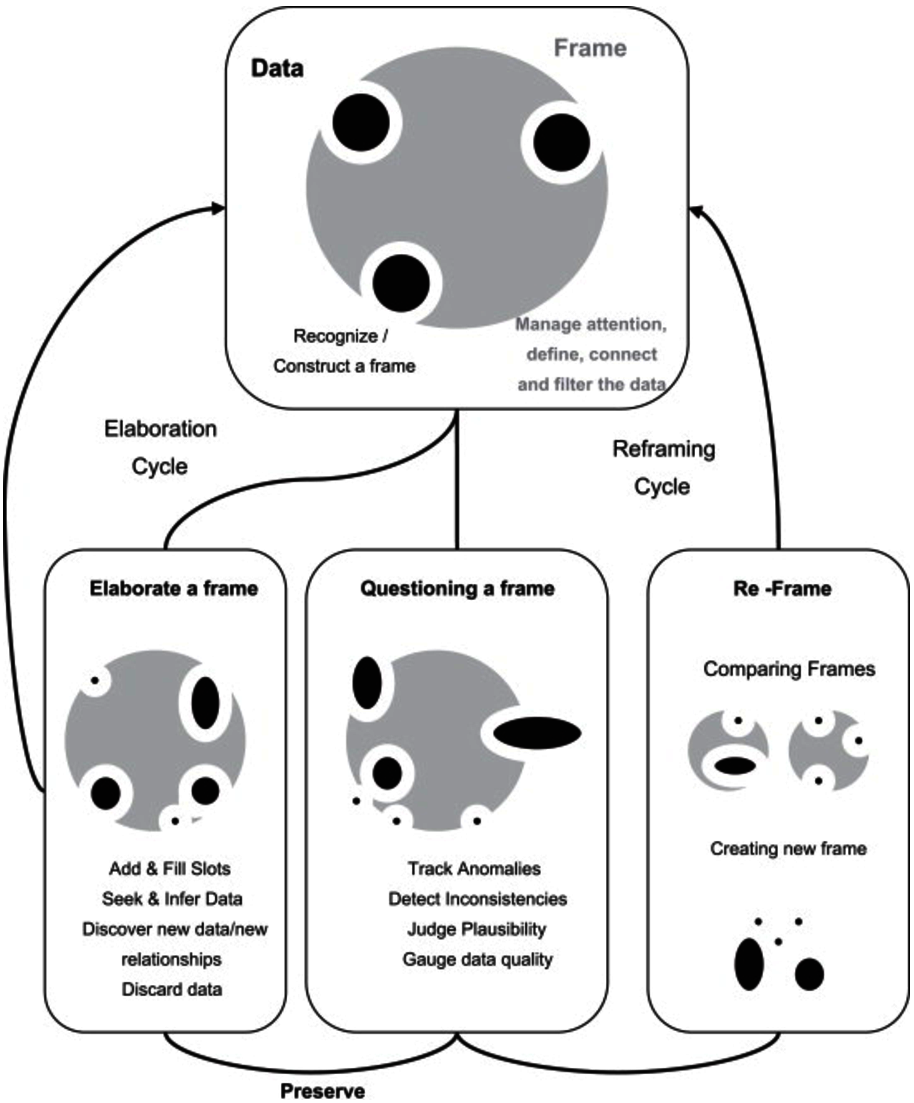 Data
Frame
Recognize /
Construct a frame
Manage attention,
define, connect
and filter the data
Elaboration
Cycle
Reframing
Cycle
Elaborate a frame
Add & Fill Slots
Seek & Infer Data
Discover new data/new
relationships
Discard data
Questioning a frame
Track Anomalies
Detect Inconsistencies
Judge Plausibility
Gauge data quality
Re -Frame
Comparing Frames
Creating new frame
Preserve